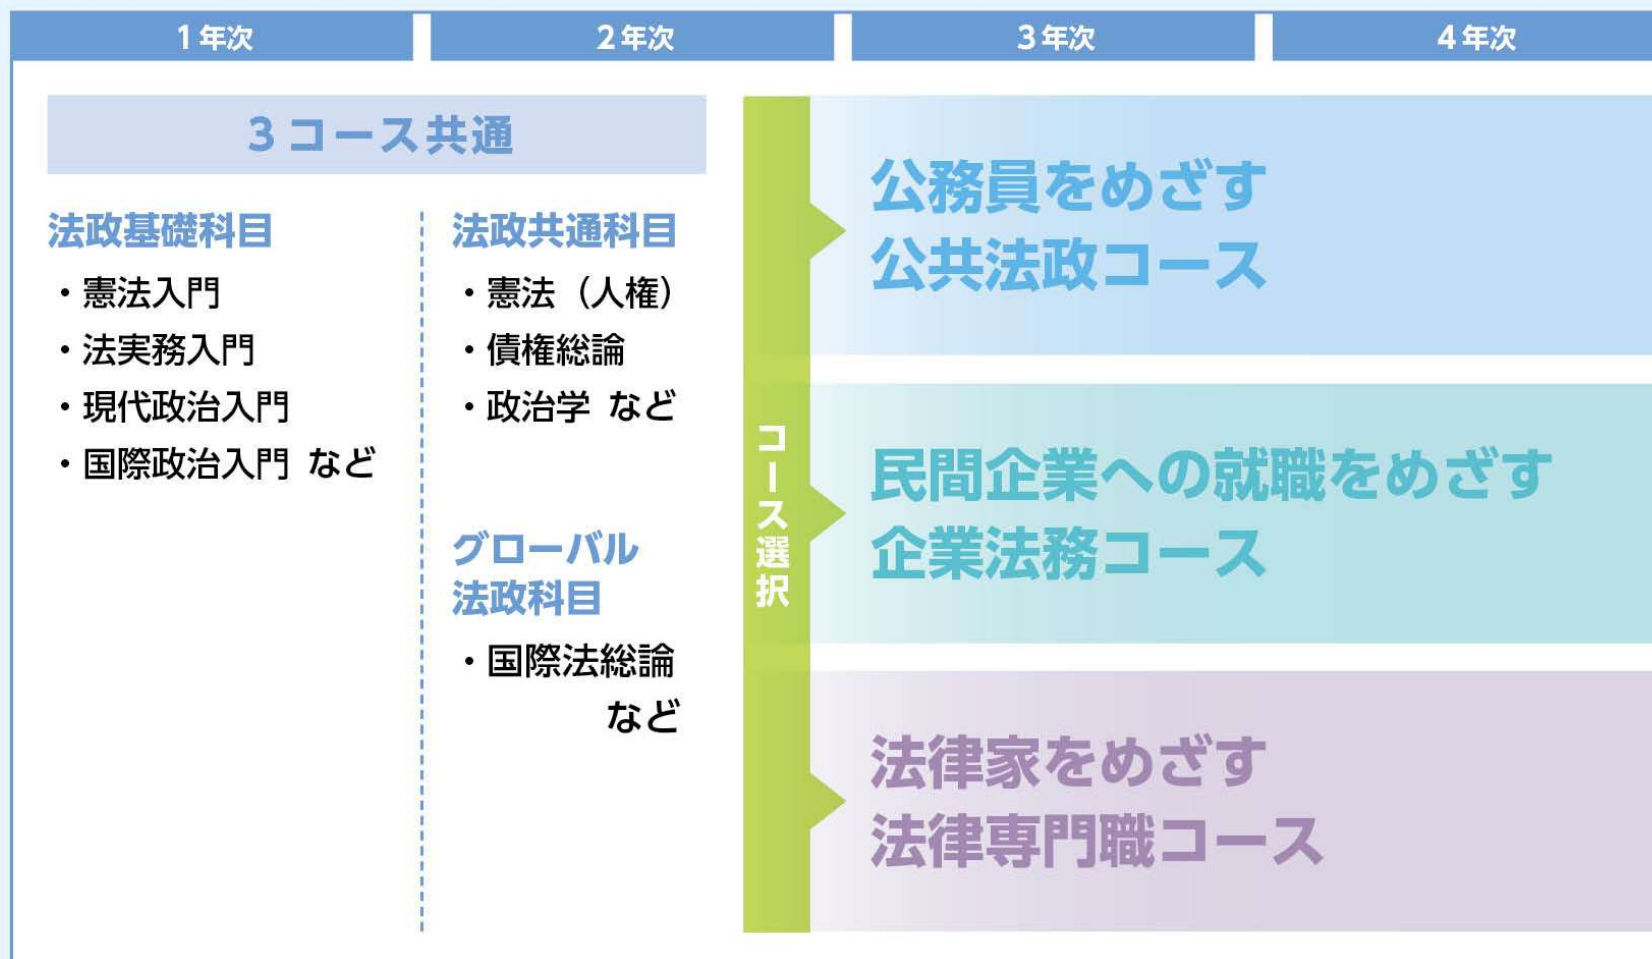 1年次
2年次
3年次
4年次
3コース共通
法政基礎科目
・憲法入門
・法実務入門
・現代政治入門
・国際政治入門 など
法政共通科目
・憲法（人権）
・債権総論
・政治学 など
グローバル
法政科目
・国際法総論
など
コース選択
公務員をめざす
公共法政コース
民間企業への就職をめざす
企業法務コース
法律家をめざす
法律専門職コース